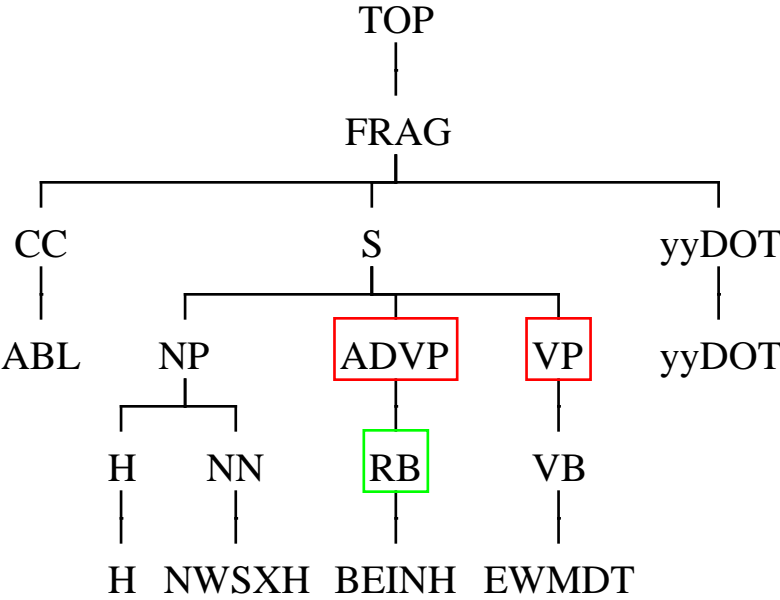 TOP
FRAG
CC S yyDOT
ABL NP ADVP VP yyDOT
H NN RB VB
H NWSXH BEINH EWMDT